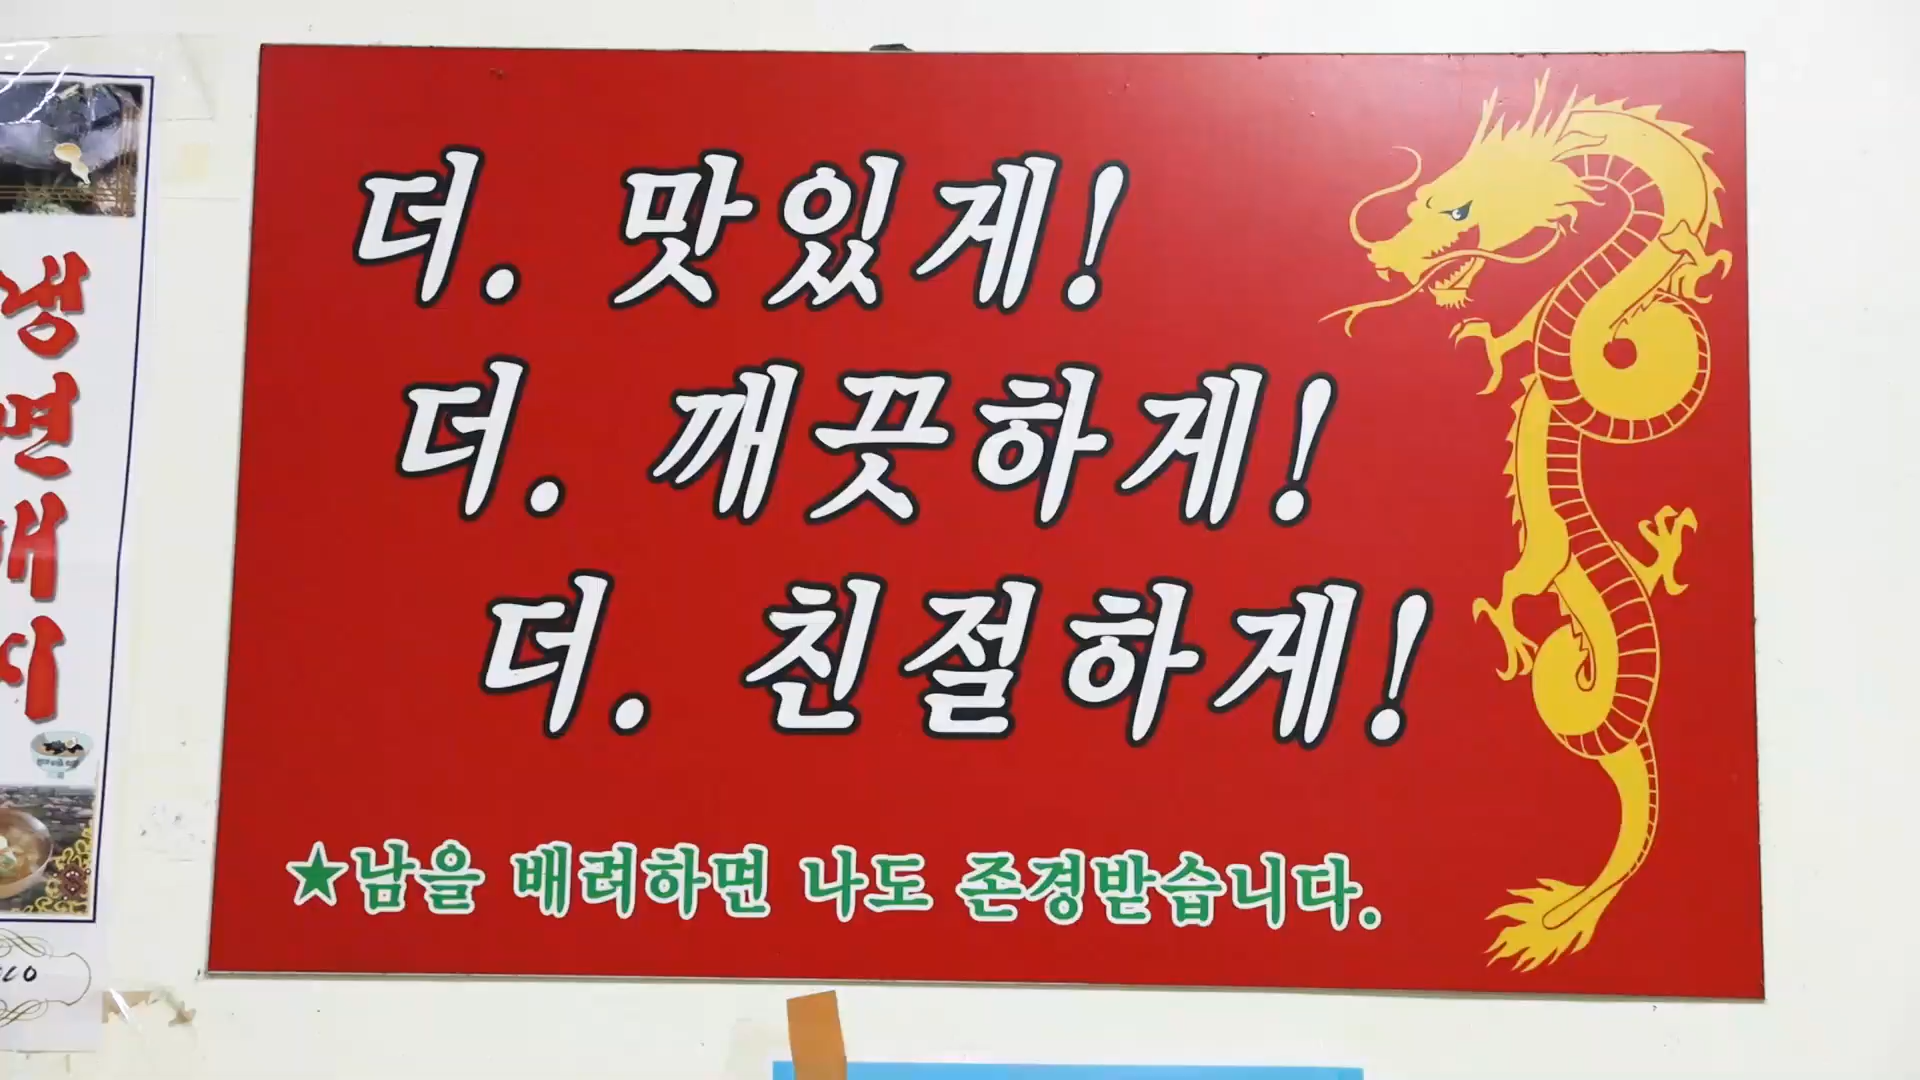 더. 맛있게!
더. 깨끗하게!
더. 친절하게!
★남을 배려하면 나도 존경받습니다.